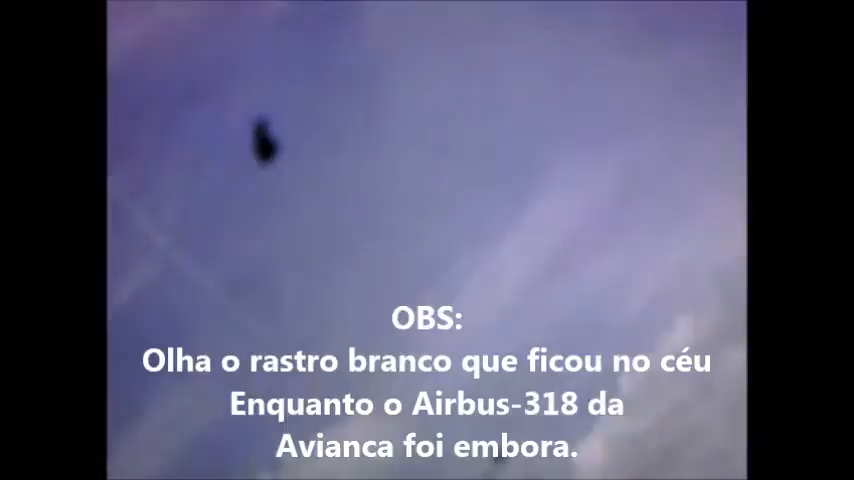 OBS:
Olha o rastro branco que ficou no céu
Enquanto o Airbus-318 da
Avianca foi embora.